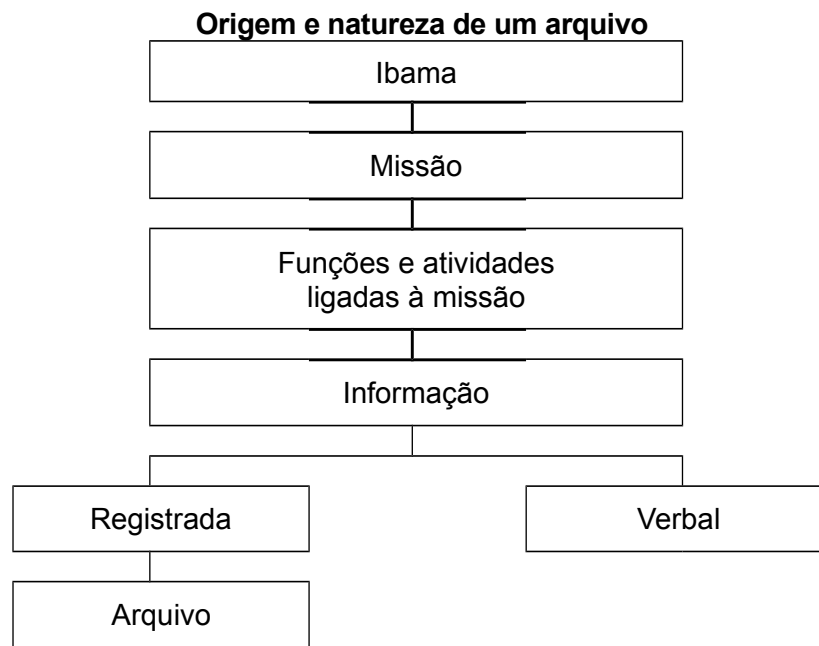 Origem e natureza de um arquivo
Ibama
Missão
Funções e atividades
ligadas à missão
Informação
Registrada
Verbal
Arquivo